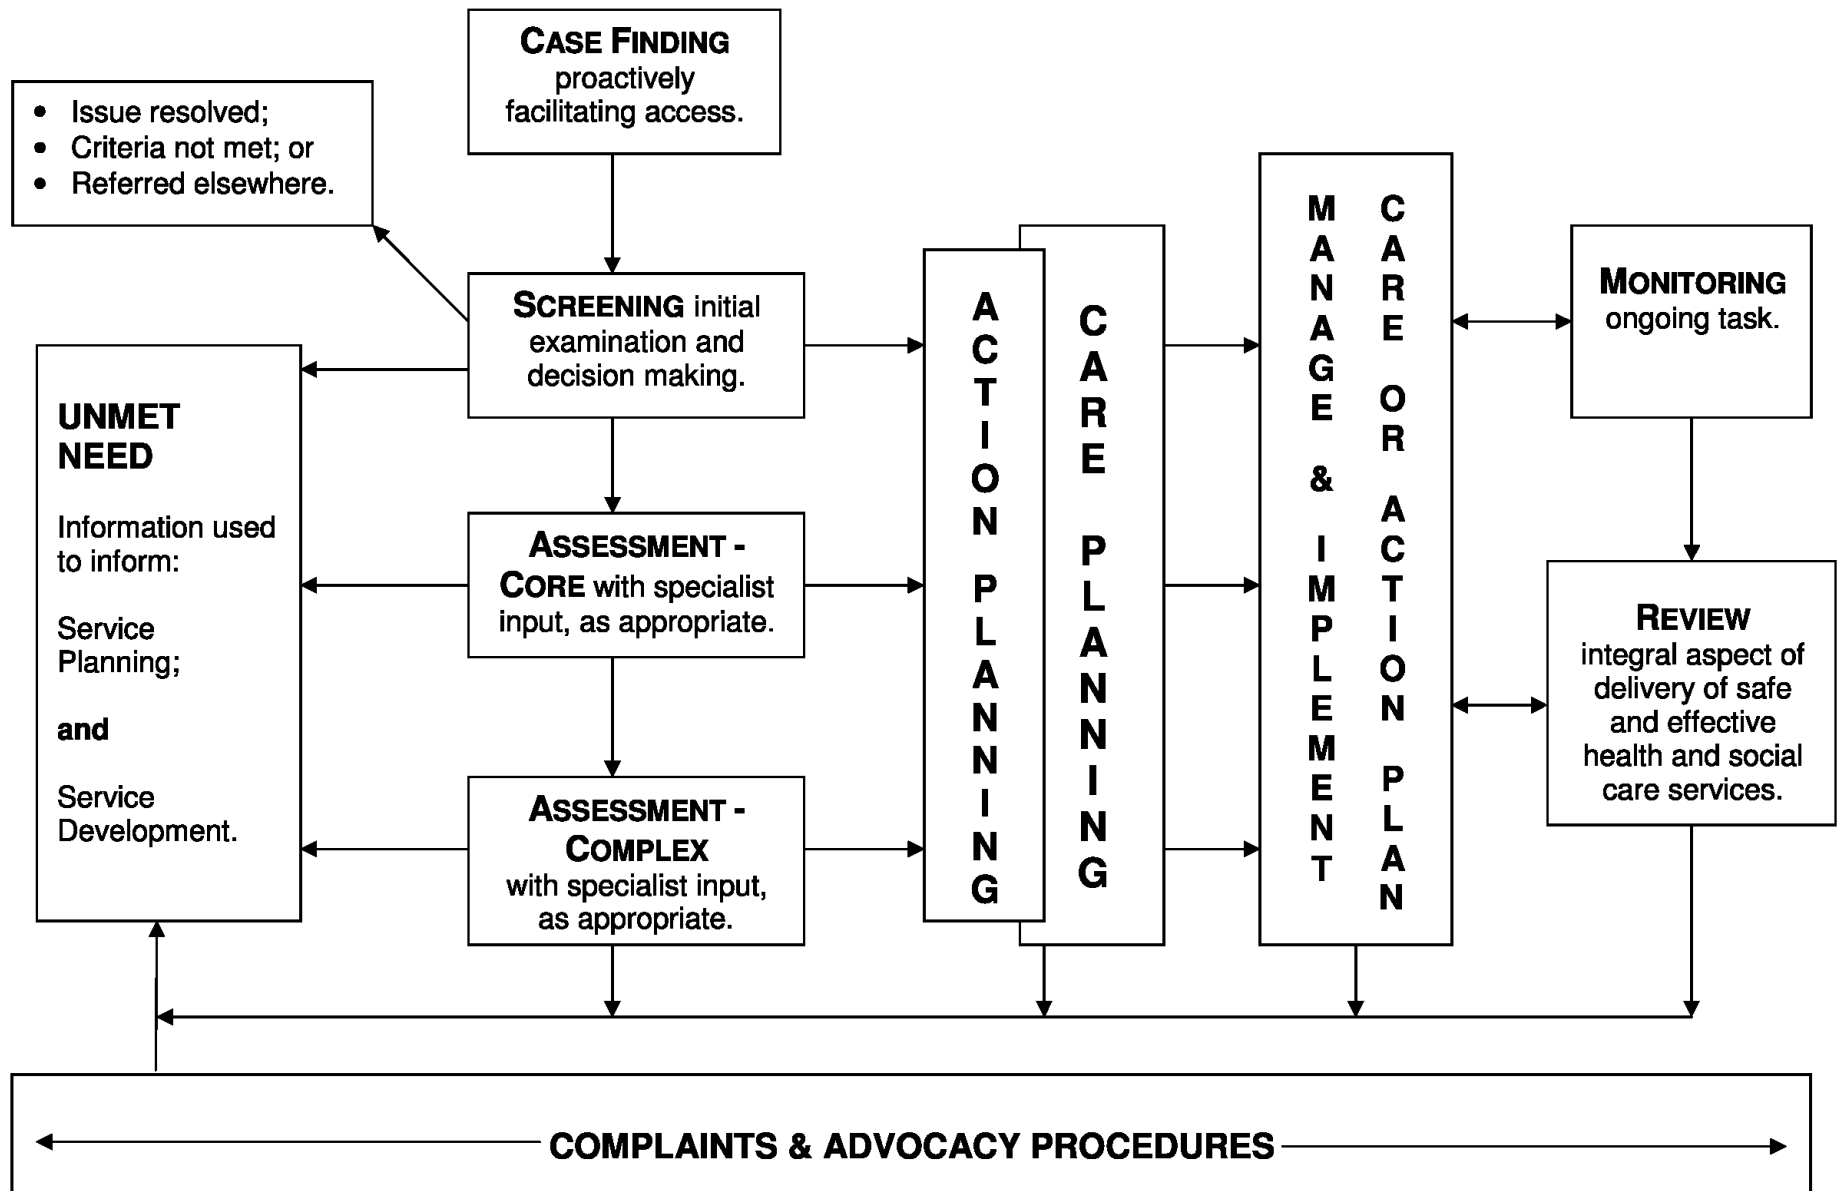 CASE FINDING
proactively
facilitating access.
• Issue resolved;
• Criteria not met; or
• Referred elsewhere.
SCREENING initial
examination and
decision making.
UNMET
NEED
Information used
to inform:
Service
Planning;
and
Service
Development.
ASSESSMENT -
CORE with specialist
input, as appropriate.
ASSESSMENT -
COMPLEX
with specialist input,
as appropriate.
ACTION PLANNING
CARE PLANNING
MANAGE & IMPLEMENT
CARE OR ACTION PLAN
MONITORING
ongoing task.
REVIEW
integral aspect of
delivery of safe
and effective
health and social
care services.
COMPLAINTS & ADVOCACY PROCEDURES